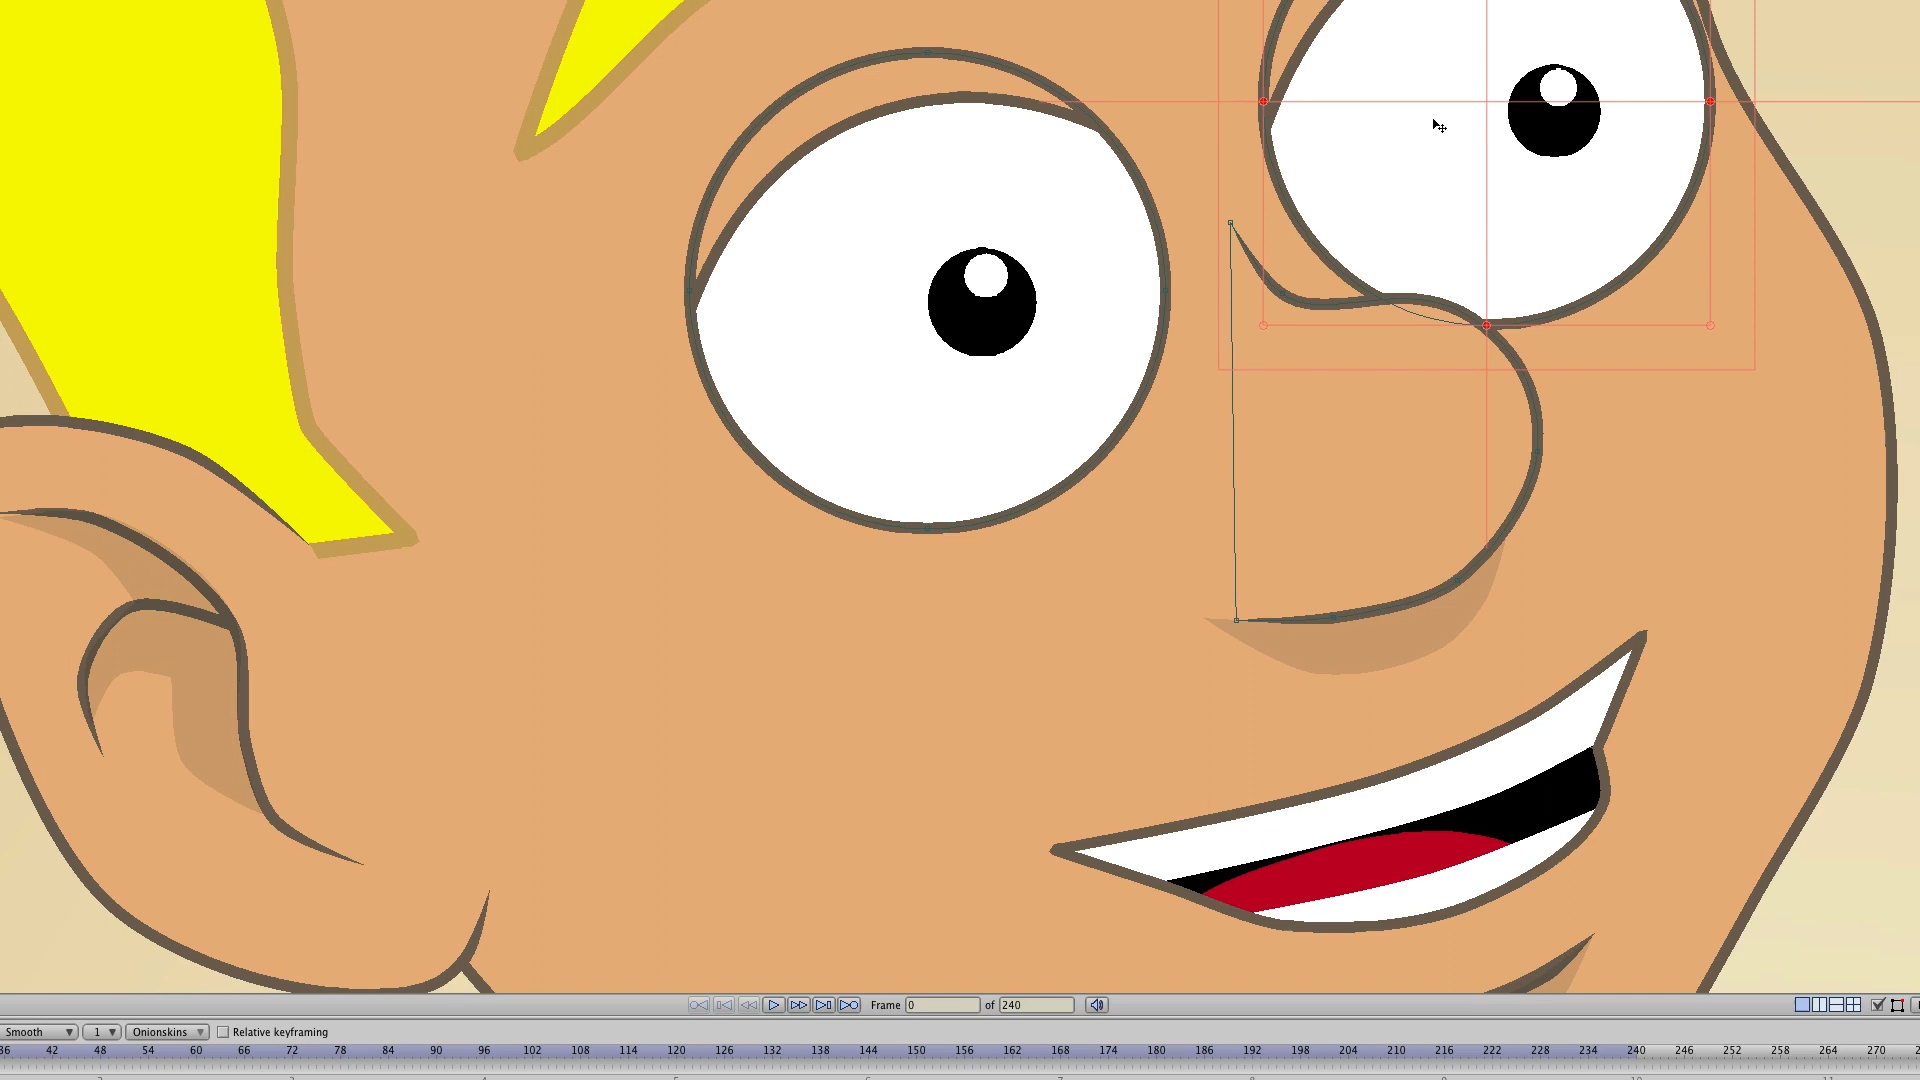 Frame 0 of 240
Smooth 1 Onionskins Relative keyframing
36 42 48 54 60 66 72 78 84 90 96 102 108 114 120 126 132 138 144 150 156 162 168 174 180 186 192 198 204 210 216 222 228 234 240 246 252 258 264 270